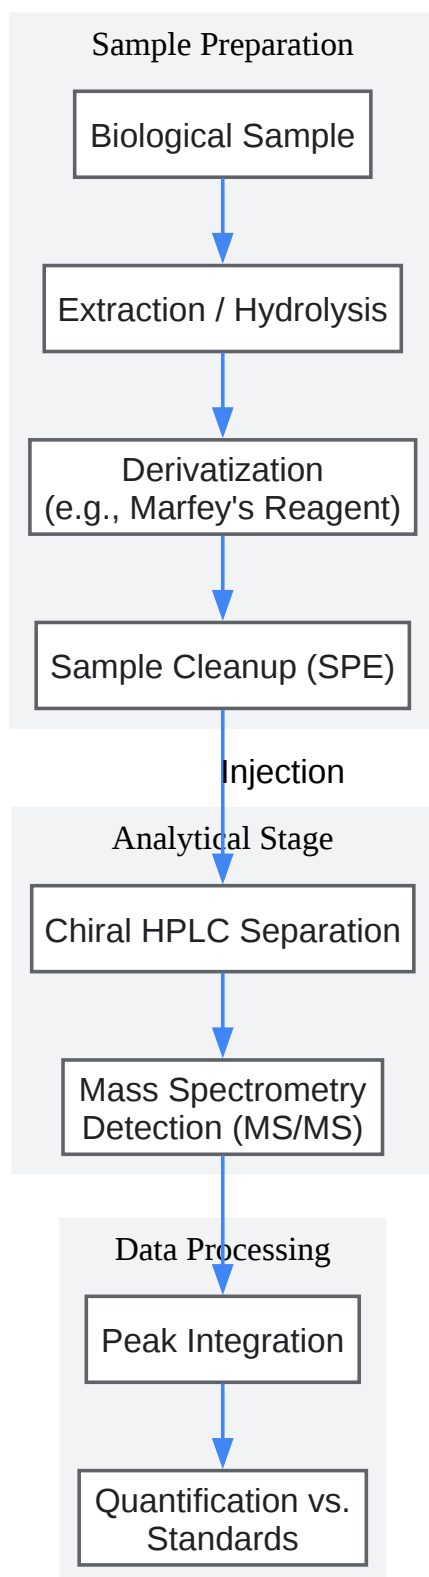 Sample Preparation
Biological Sample
Extraction / Hydrolysis
Derivatization
(e.g., Marfey's Reagent)
Sample Cleanup (SPE)
Injection
Analytical Stage
Chiral HPLC Separation
Mass Spectrometry
Detection (MS/MS)
Data Processing
Peak Integration
Quantification vs.
Standards